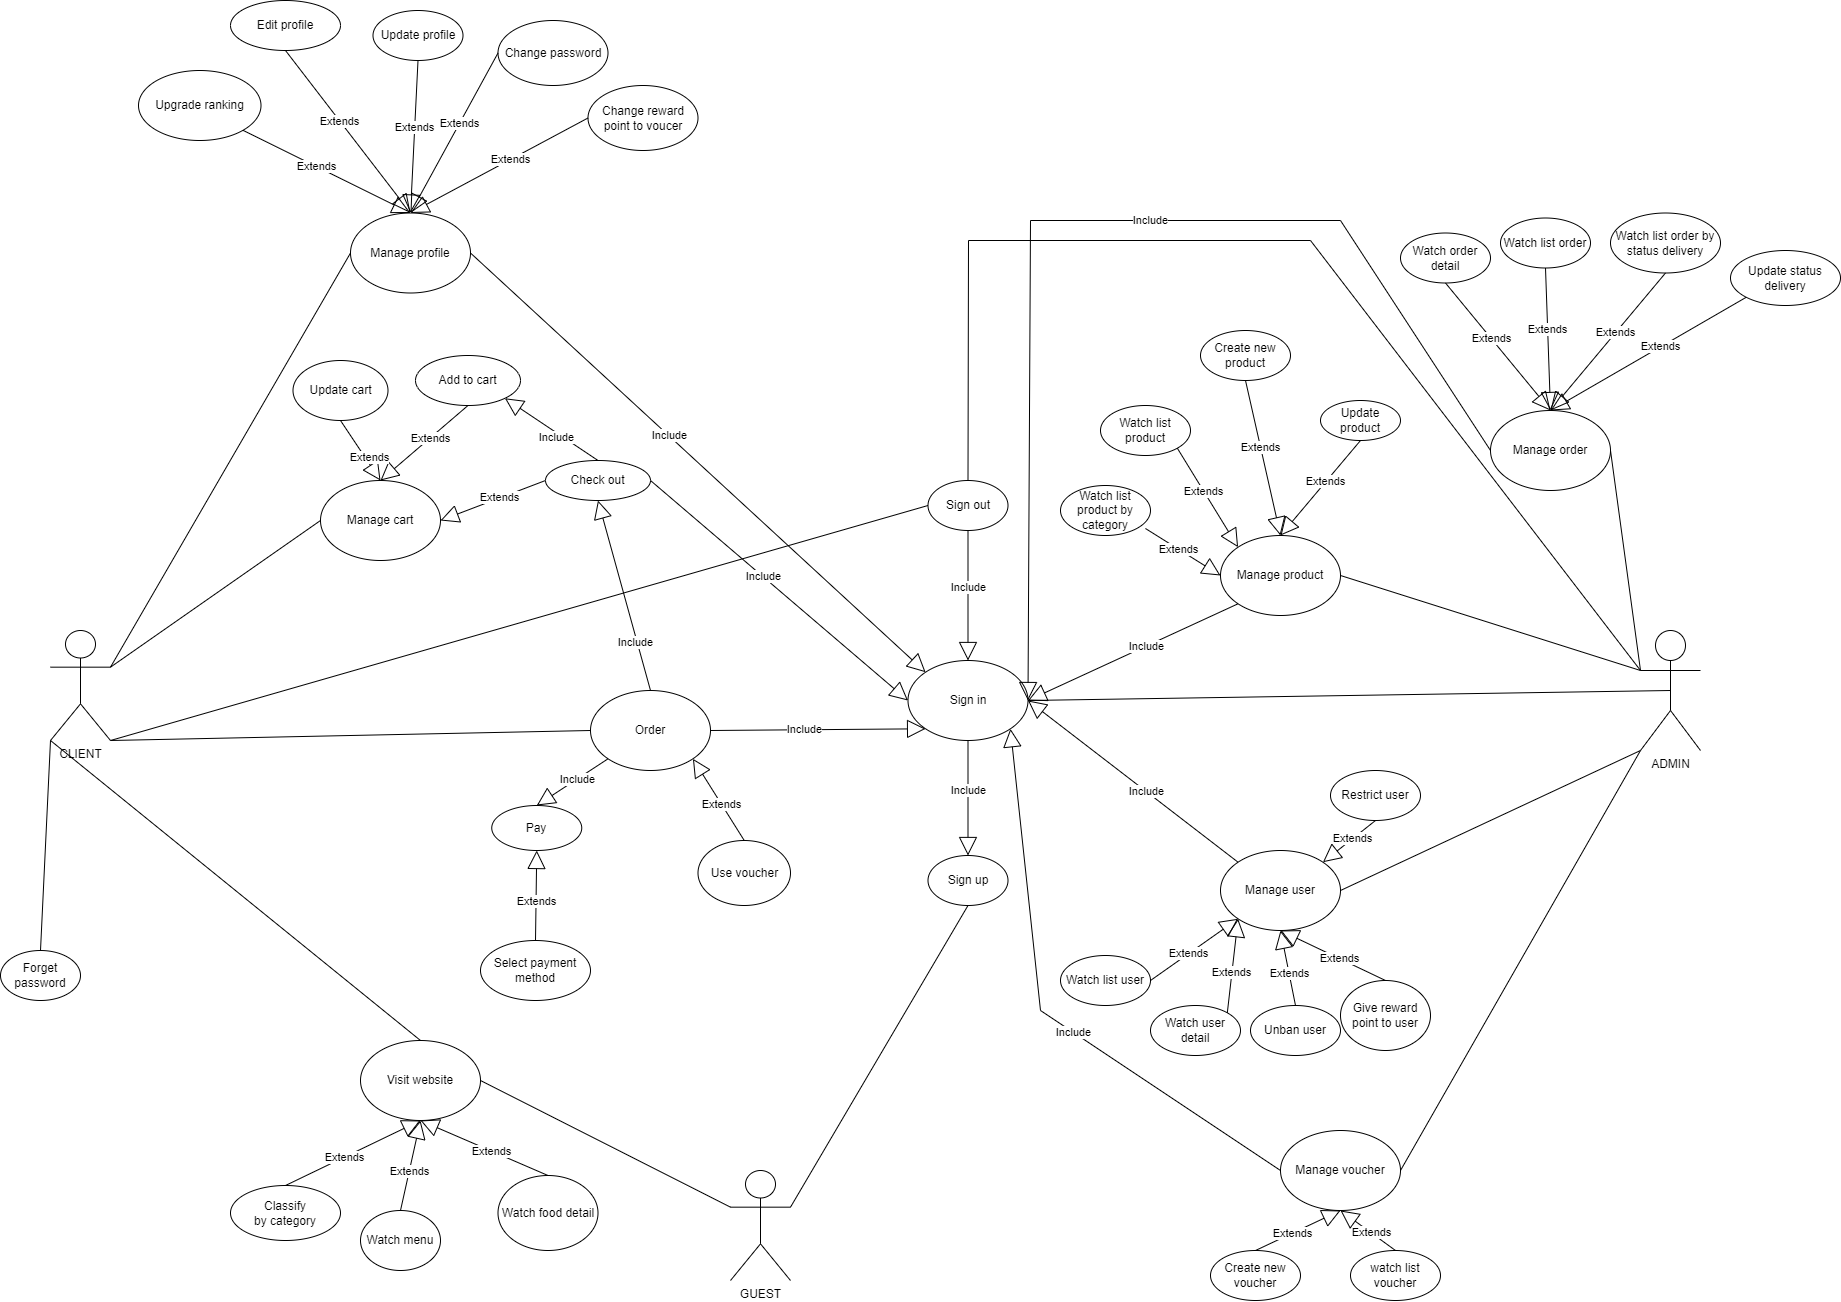 Edit profile
Update profile
Change password
Upgrade ranking
Change reward
point to voucer
Extends
Extends
Extends
Extends
Extends
Manage profile
Include
Watch order
detail
Watch list order
Watch list order by
status delivery
Update status
delivery
Extends
Extends
Extends
Extends
Manage order
Include
Create new
product
Watch list
product
Update
product
Watch list
product by
category
Extends
Extends
Extends
Extends
Manage product
Include
Update cart
Add to cart
Extends
Extends
Include
Check out
Extends
Manage cart
Include
Include
Sign out
Include
Sign in
Include
Sign up
Include
Order
Include
Include
Pay
Extends
Use voucher
Extends
Select payment
method
CLIENT
ADMIN
Forget
password
Include
Restrict user
Extends
Manage user
Extends
Extends
Extends
Extends
Watch list user
Watch user
detail
Unban user
Give reward
point to user
Include
Visit website
Extends
Extends
Extends
Classify
by category
Watch menu
Watch food detail
GUEST
Manage voucher
Extends
Extends
Create new
voucher
watch list
voucher